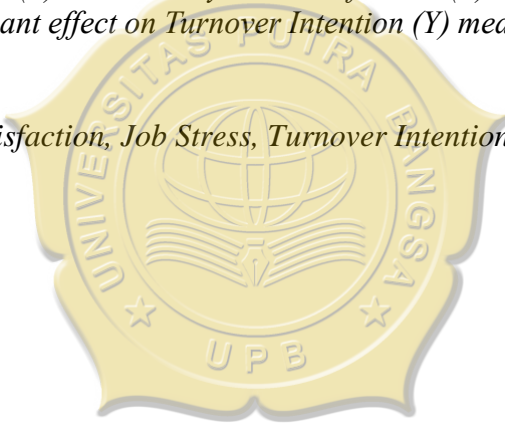 ant effect on Turnover Intention (Y) mea
isfaction, Job Stress, Turnover Intention
UNIVERSITAS PUTRA BANGSA
UPB